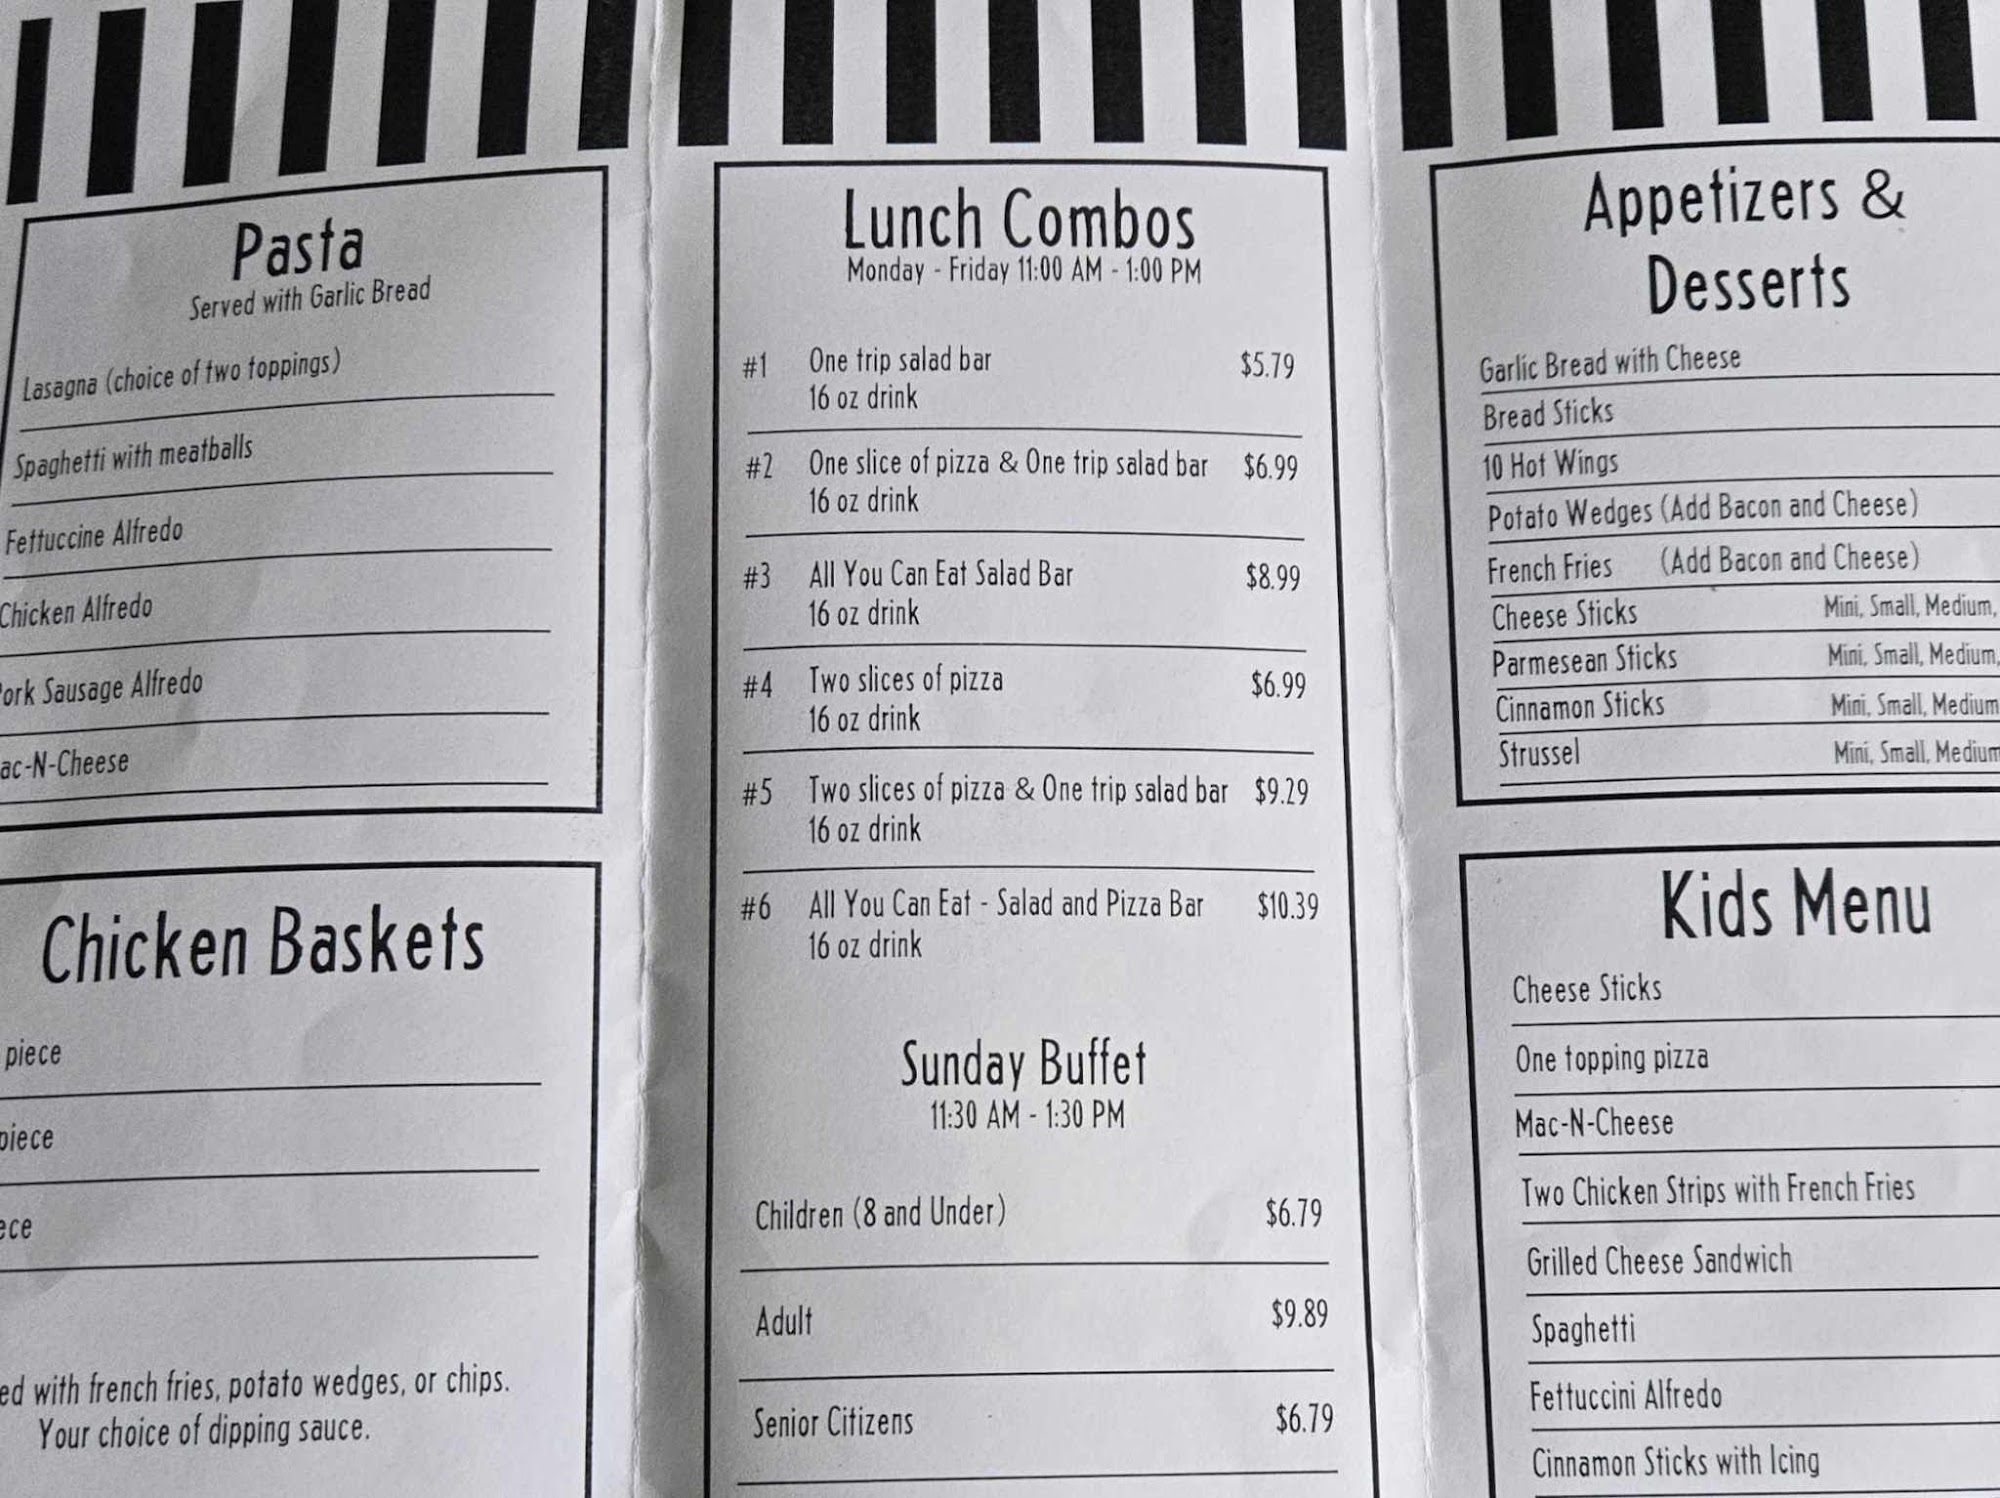 Pasta
Served with Garlic Bread
Lasagna (choice of two toppings)
Spaghetti with meatballs
Fettuccine Alfredo
Chicken Alfredo
Pork Sausage Alfredo
ac-N-Cheese
Chicken Baskets
piece
piece
ece
ed with french fries, potato wedges, or chips.
Your choice of dipping sauce.
Lunch Combos
Monday - Friday 11:00 AM - 1:00 PM
#1 One trip salad bar $5.79
16 oz drink
#2 One slice of pizza & One trip salad bar $6.99
16 oz drink
#3 All You Can Eat Salad Bar $8.99
16 oz drink
#4 Two slices of pizza $6.99
16 oz drink
#5 Two slices of pizza & One trip salad bar $9.29
16 oz drink
#6 All You Can Eat - Salad and Pizza Bar $10.39
16 oz drink
Sunday Buffet
11:30 AM - 1:30 PM
Children (8 and Under) $6.79
Adult $9.89
Senior Citizens $6.79
Appetizers &
Desserts
Garlic Bread with Cheese
Bread Sticks
10 Hot Wings
Potato Wedges (Add Bacon and Cheese)
French Fries (Add Bacon and Cheese)
Cheese Sticks Mini, Small, Medium,
Parmesean Sticks Mini, Small, Medium,
Cinnamon Sticks Mini, Small, Medium
Strussel Mini, Small, Medium
Kids Menu
Cheese Sticks
One topping pizza
Mac-N-Cheese
Two Chicken Strips with French Fries
Grilled Cheese Sandwich
Spaghetti
Fettuccini Alfredo
Cinnamon Sticks with Icing